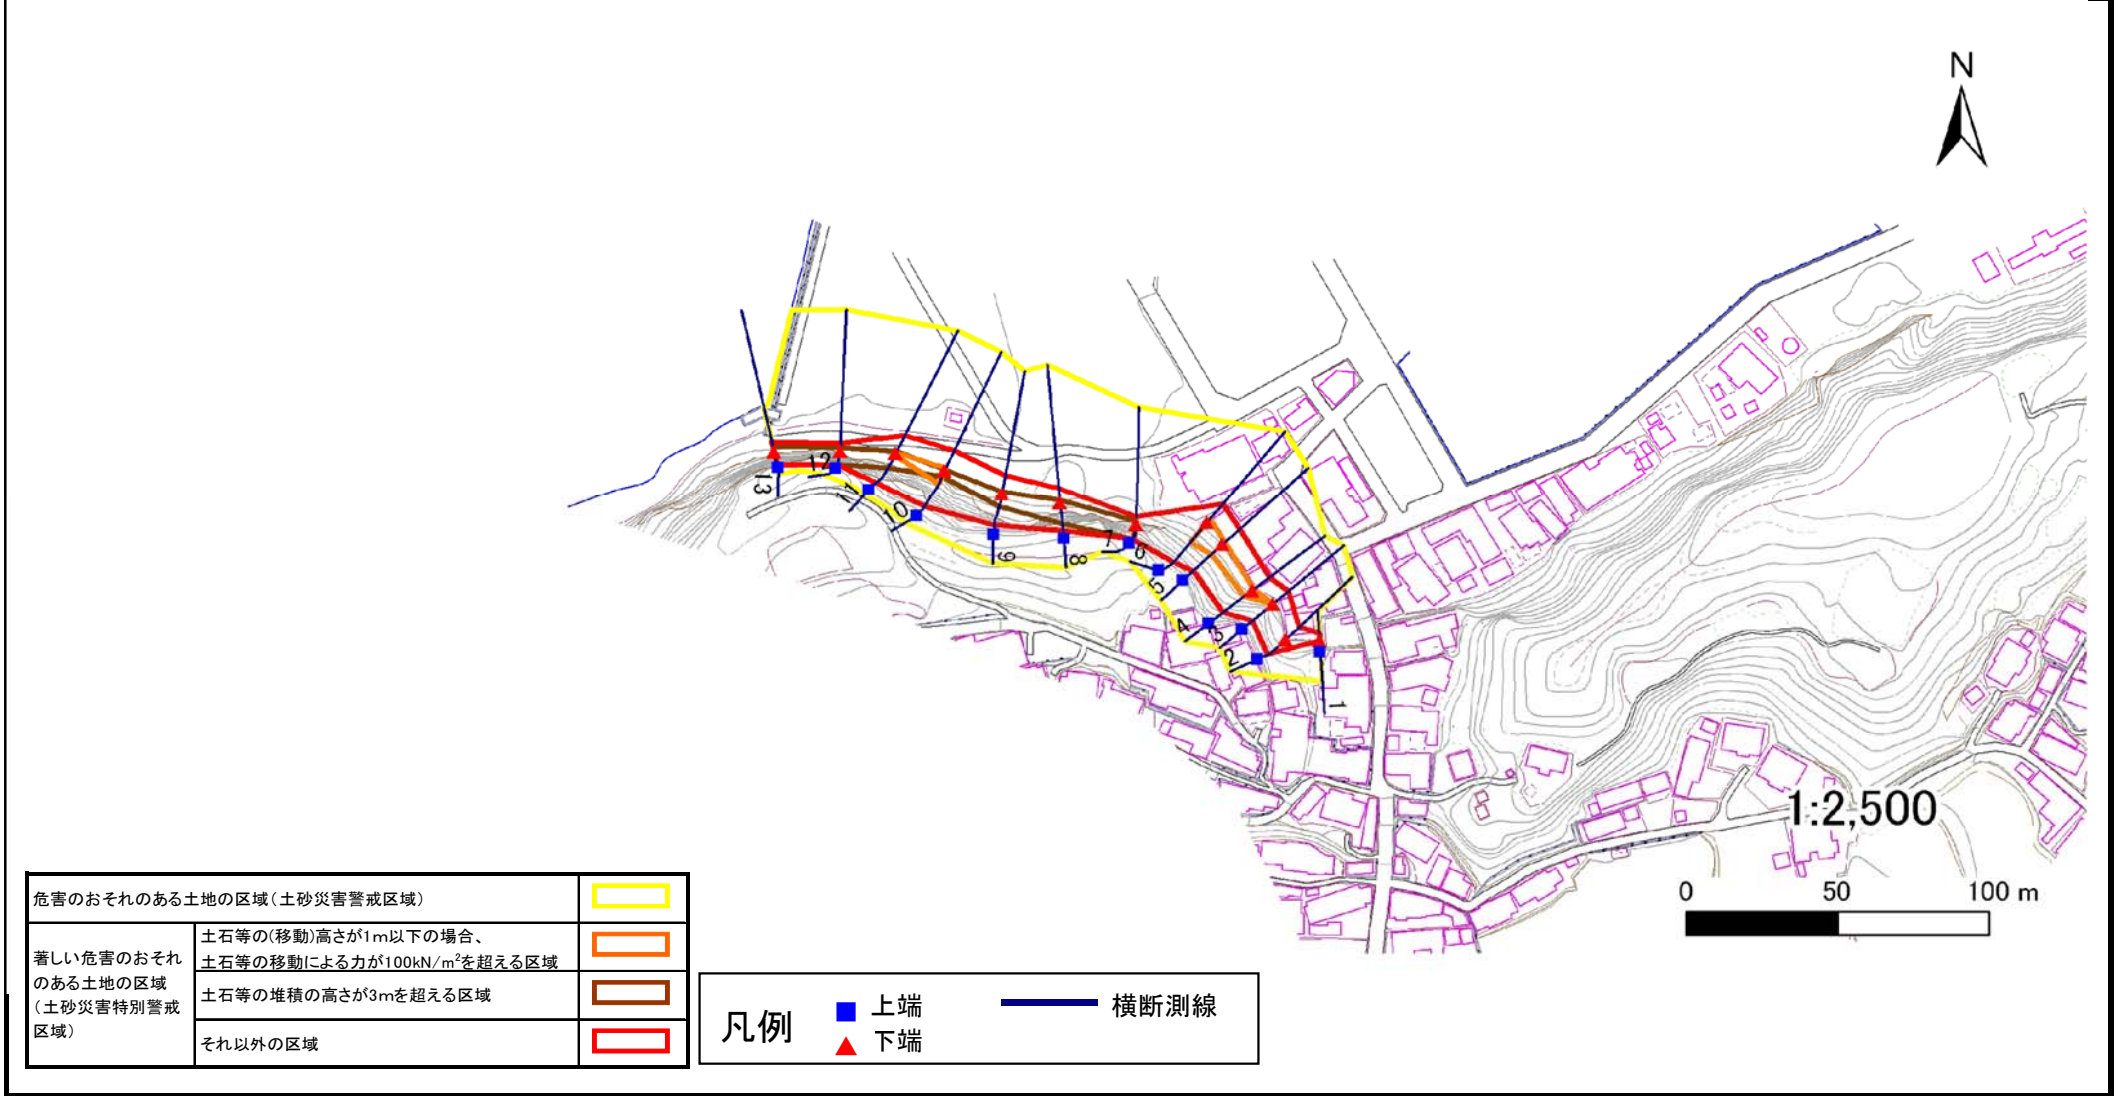 N
12
13
11
10
9
8
7
6
5
4
3
2
1
1:2,500
0 50 100 m
危害のおそれのある土地の区域(土砂災害警戒区域)
著しい危害のおそれ
のある土地の区域
(土砂災害特別警戒
区域)
土石等の(移動)高さが1m以下の場合、
土石等の移動による力が100kN/m²を超える区域
土石等の堆積の高さが3mを超える区域
それ以外の区域
凡例
上端
下端
横断測線